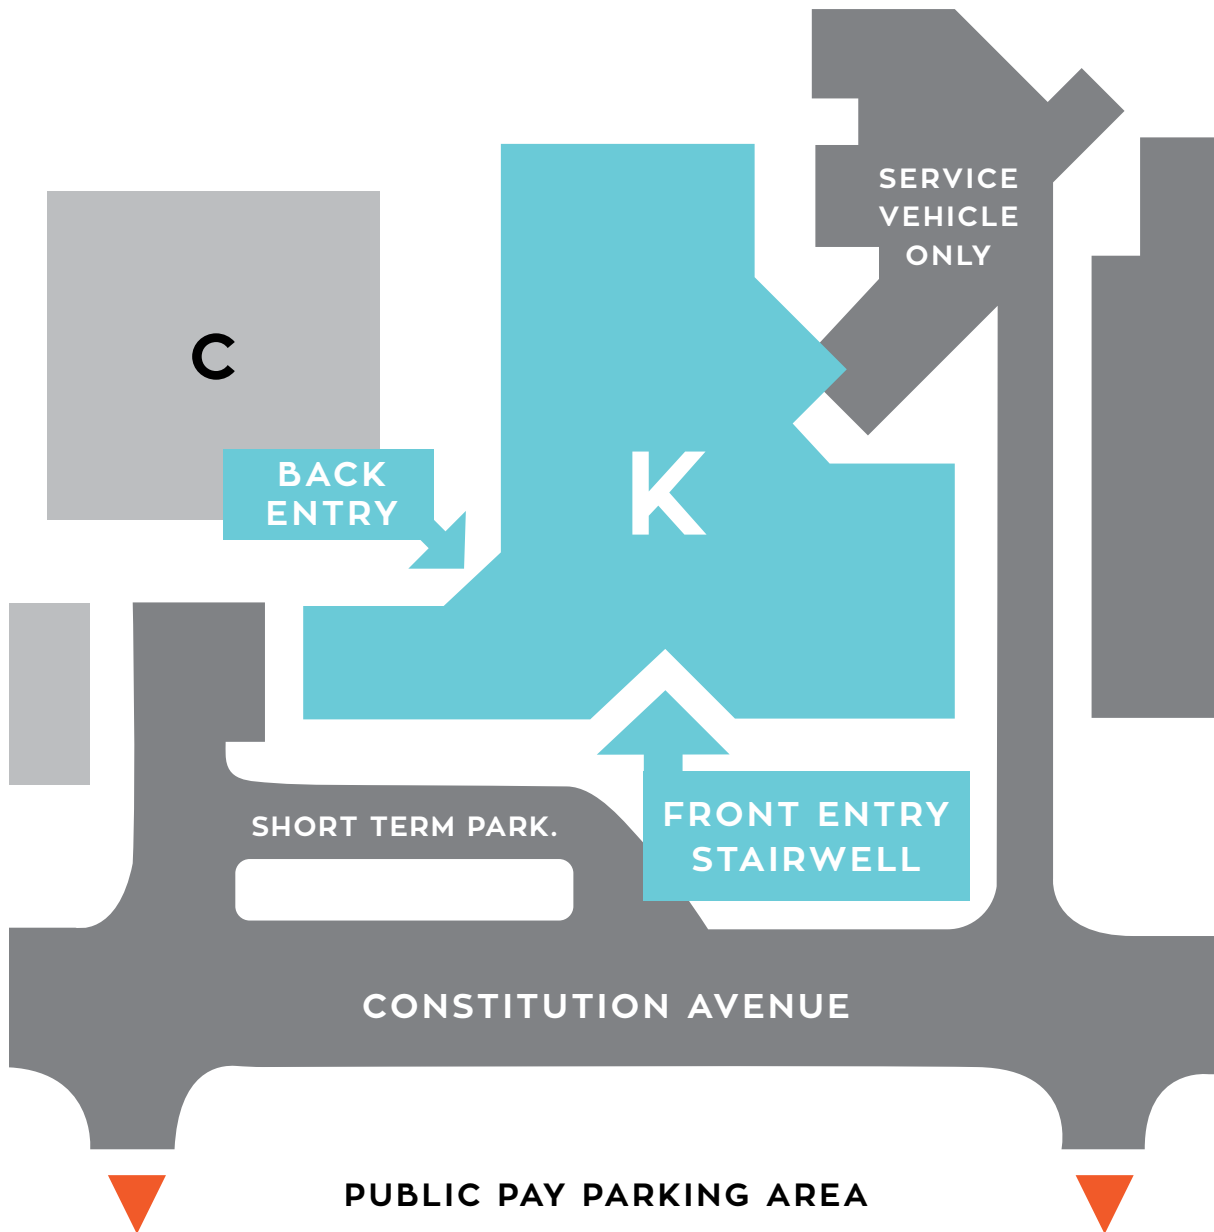 SERVICE
VEHICLE
ONLY
C
BACK
ENTRY
K
SHORT TERM PARK.
FRONT ENTRY
STAIRWELL
CONSTITUTION AVENUE
PUBLIC PAY PARKING AREA